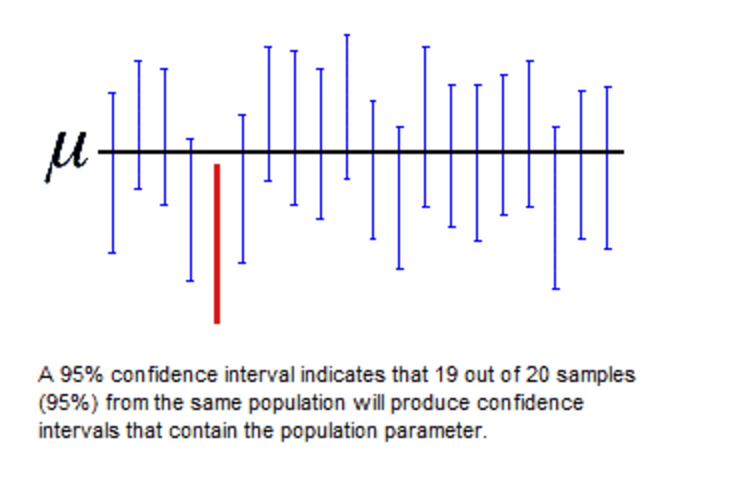 μ
A 95% confidence interval indicates that 19 out of 20 samples
(95%) from the same population will produce confidence
intervals that contain the population parameter.